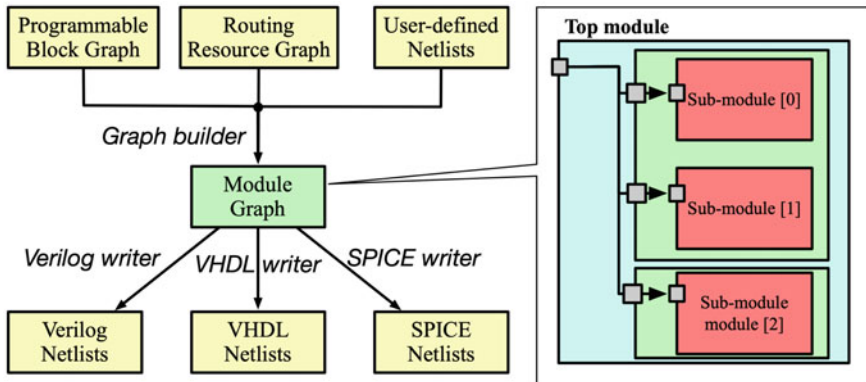 Programmable
Block Graph
Routing
Resource Graph
User-defined
Netlists
Graph builder
Module
Graph
Verilog writer
VHDL writer
SPICE writer
Verilog
Netlists
VHDL
Netlists
SPICE
Netlists
Top module
Sub-module [0]
Sub-module [1]
Sub-module
module [2]